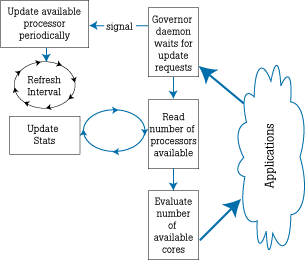 Update available
processor
periodically
signal
Governor
daemon
waits for
update
requests
Refresh
Interval
Update
Stats
Read
number of
processors
available
Evaluate
number
of
available
cores
Applications